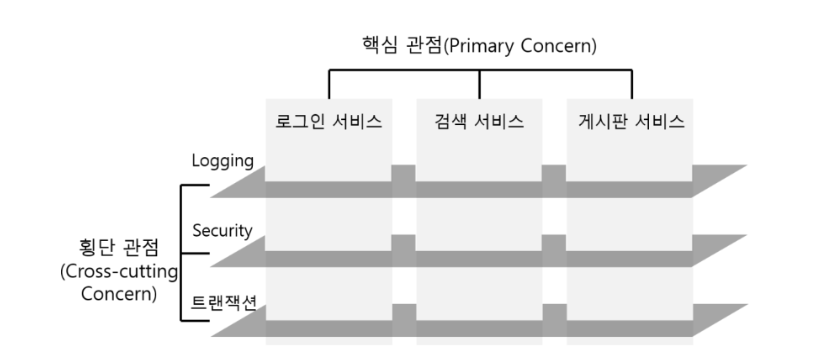 핵심 관점(Primary Concern)
로그인 서비스
검색 서비스
게시판 서비스
Logging
Security
횡단 관점
(Cross-cutting
Concern)
트랜잭션